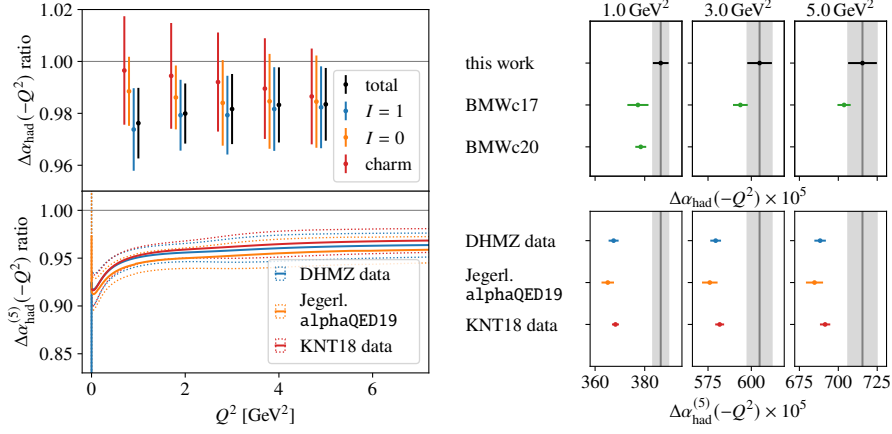 1.02
1.00
0.98
0.96
Δα_had(−Q²) ratio
total
I = 1
I = 0
charm
1.00
0.95
0.90
0.85
Δα_had^(5)(−Q²) ratio
DHMZ data
Jegerl.
alphaQED19
KNT18 data
0 2 4 6
Q² [GeV²]
1.0 GeV² 3.0 GeV² 5.0 GeV²
this work
BMWc17
BMWc20
Δα_had(−Q²) × 10⁵
DHMZ data
Jegerl.
alphaQED19
KNT18 data
360 380 575 600 675 700 725
Δα_had^(5)(−Q²) × 10⁵